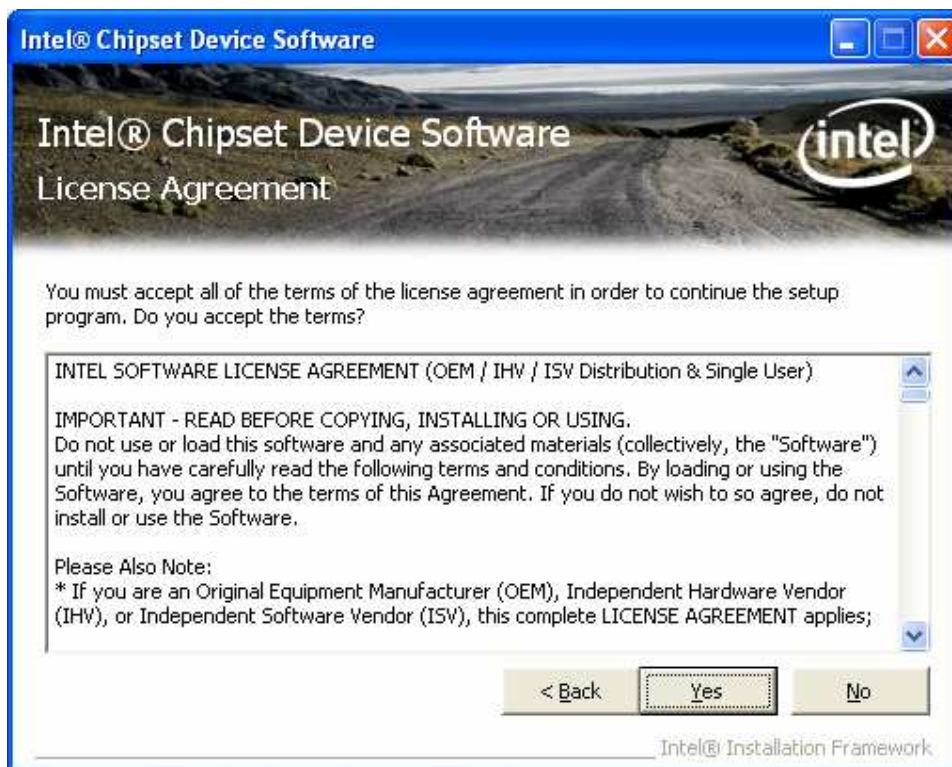 Intel® Chipset Device Software
Intel® Chipset Device Software
intel
License Agreement
You must accept all of the terms of the license agreement in order to continue the setup
program. Do you accept the terms?
INTEL SOFTWARE LICENSE AGREEMENT (OEM / IHV / ISV Distribution & Single User)
IMPORTANT - READ BEFORE COPYING, INSTALLING OR USING.
Do not use or load this software and any associated materials (collectively, the "Software")
until you have carefully read the following terms and conditions. By loading or using the
Software, you agree to the terms of this Agreement. If you do not wish to so agree, do not
install or use the Software.
Please Also Note:
* If you are an Original Equipment Manufacturer (OEM), Independent Hardware Vendor
(IHV), or Independent Software Vendor (ISV), this complete LICENSE AGREEMENT applies;
< Back
Yes
No
Intel® Installation Framework